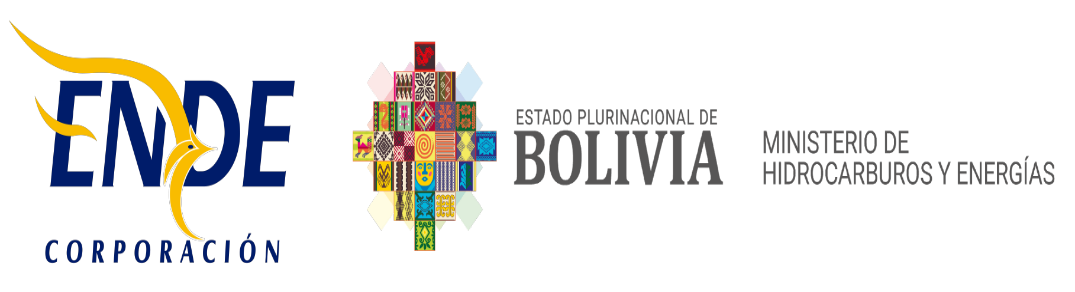 ENDE
CORPORACIÓN
ESTADO PLURINACIONAL DE
BOLIVIA
MINISTERIO DE
HIDROCARBUROS Y ENERGÍAS